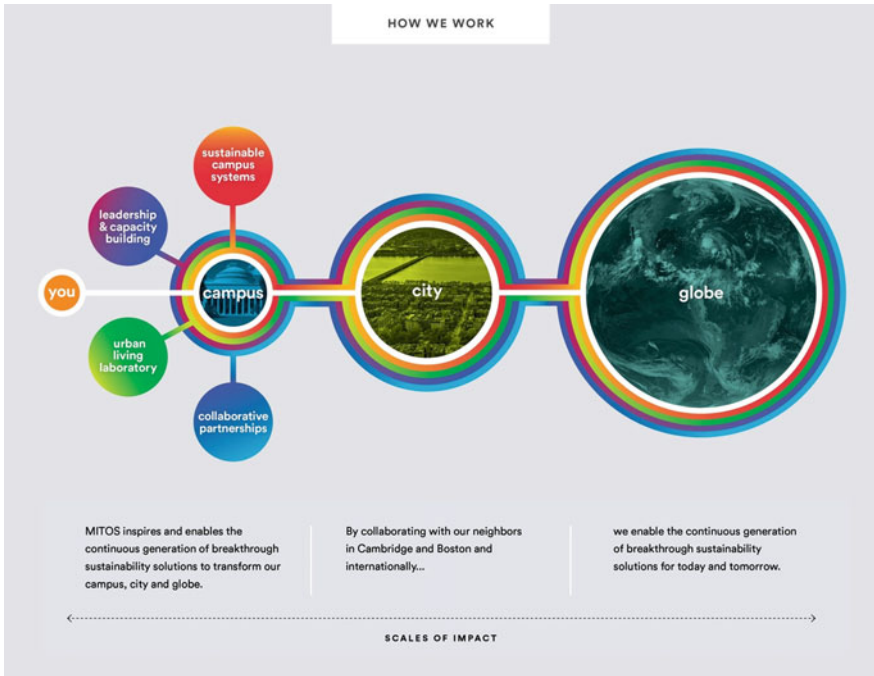 HOW WE WORK
sustainable
campus
systems
leadership
& capacity
building
you
campus
city
globe
urban
living
laboratory
collaborative
partnerships
MITOS inspires and enables the
continuous generation of breakthrough
sustainability solutions to transform our
campus, city and globe.
By collaborating with our neighbors
in Cambridge and Boston and
internationally...
we enable the continuous generation
of breakthrough sustainability
solutions for today and tomorrow.
SCALES OF IMPACT